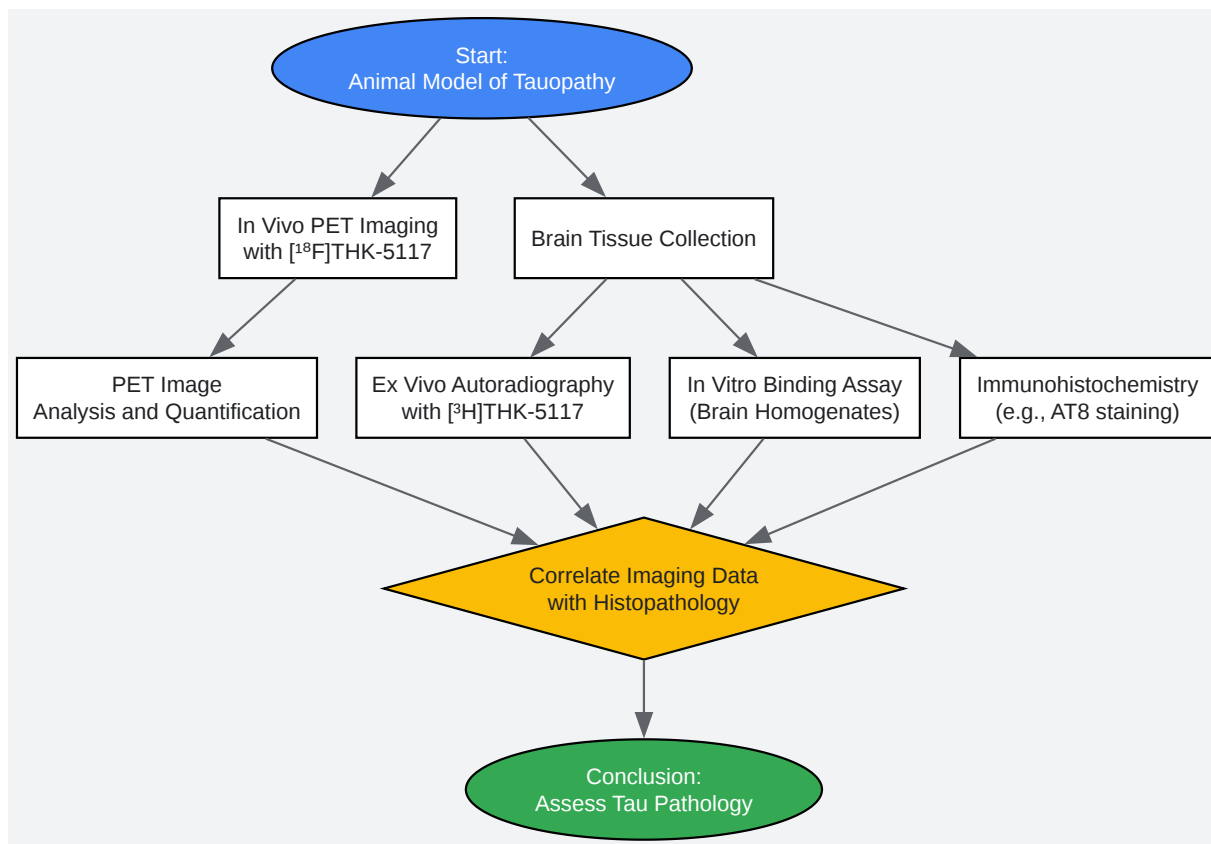 Start:
Animal Model of Tauopathy
In Vivo PET Imaging
with [¹⁸F]THK-5117
Brain Tissue Collection
PET Image
Analysis and Quantification
Ex Vivo Autoradiography
with [³H]THK-5117
In Vitro Binding Assay
(Brain Homogenates)
Immunohistochemistry
(e.g., AT8 staining)
Correlate Imaging Data
with Histopathology
Conclusion:
Assess Tau Pathology